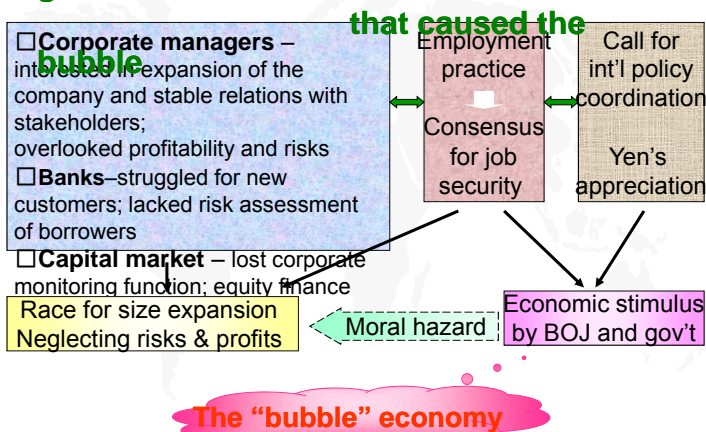 that caused the
bubble
□Corporate managers –
interested in expansion of the
company and stable relations with
stakeholders;
overlooked profitability and risks
□Banks–struggled for new
customers; lacked risk assessment
of borrowers
□Capital market – lost corporate
monitoring function; equity finance
Employment
practice
Consensus
for job
security
Call for
int'l policy
coordination
Yen's
appreciation
Race for size expansion
Neglecting risks & profits
Moral hazard
Economic stimulus
by BOJ and gov't
The “bubble” economy